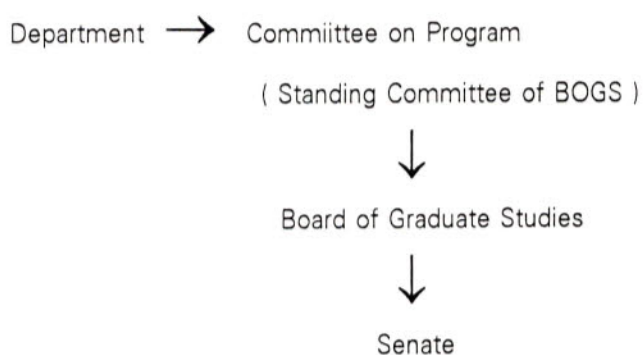 Department → Commiittee on Program
( Standing Committee of BOGS )
↓
Board of Graduate Studies
↓
Senate